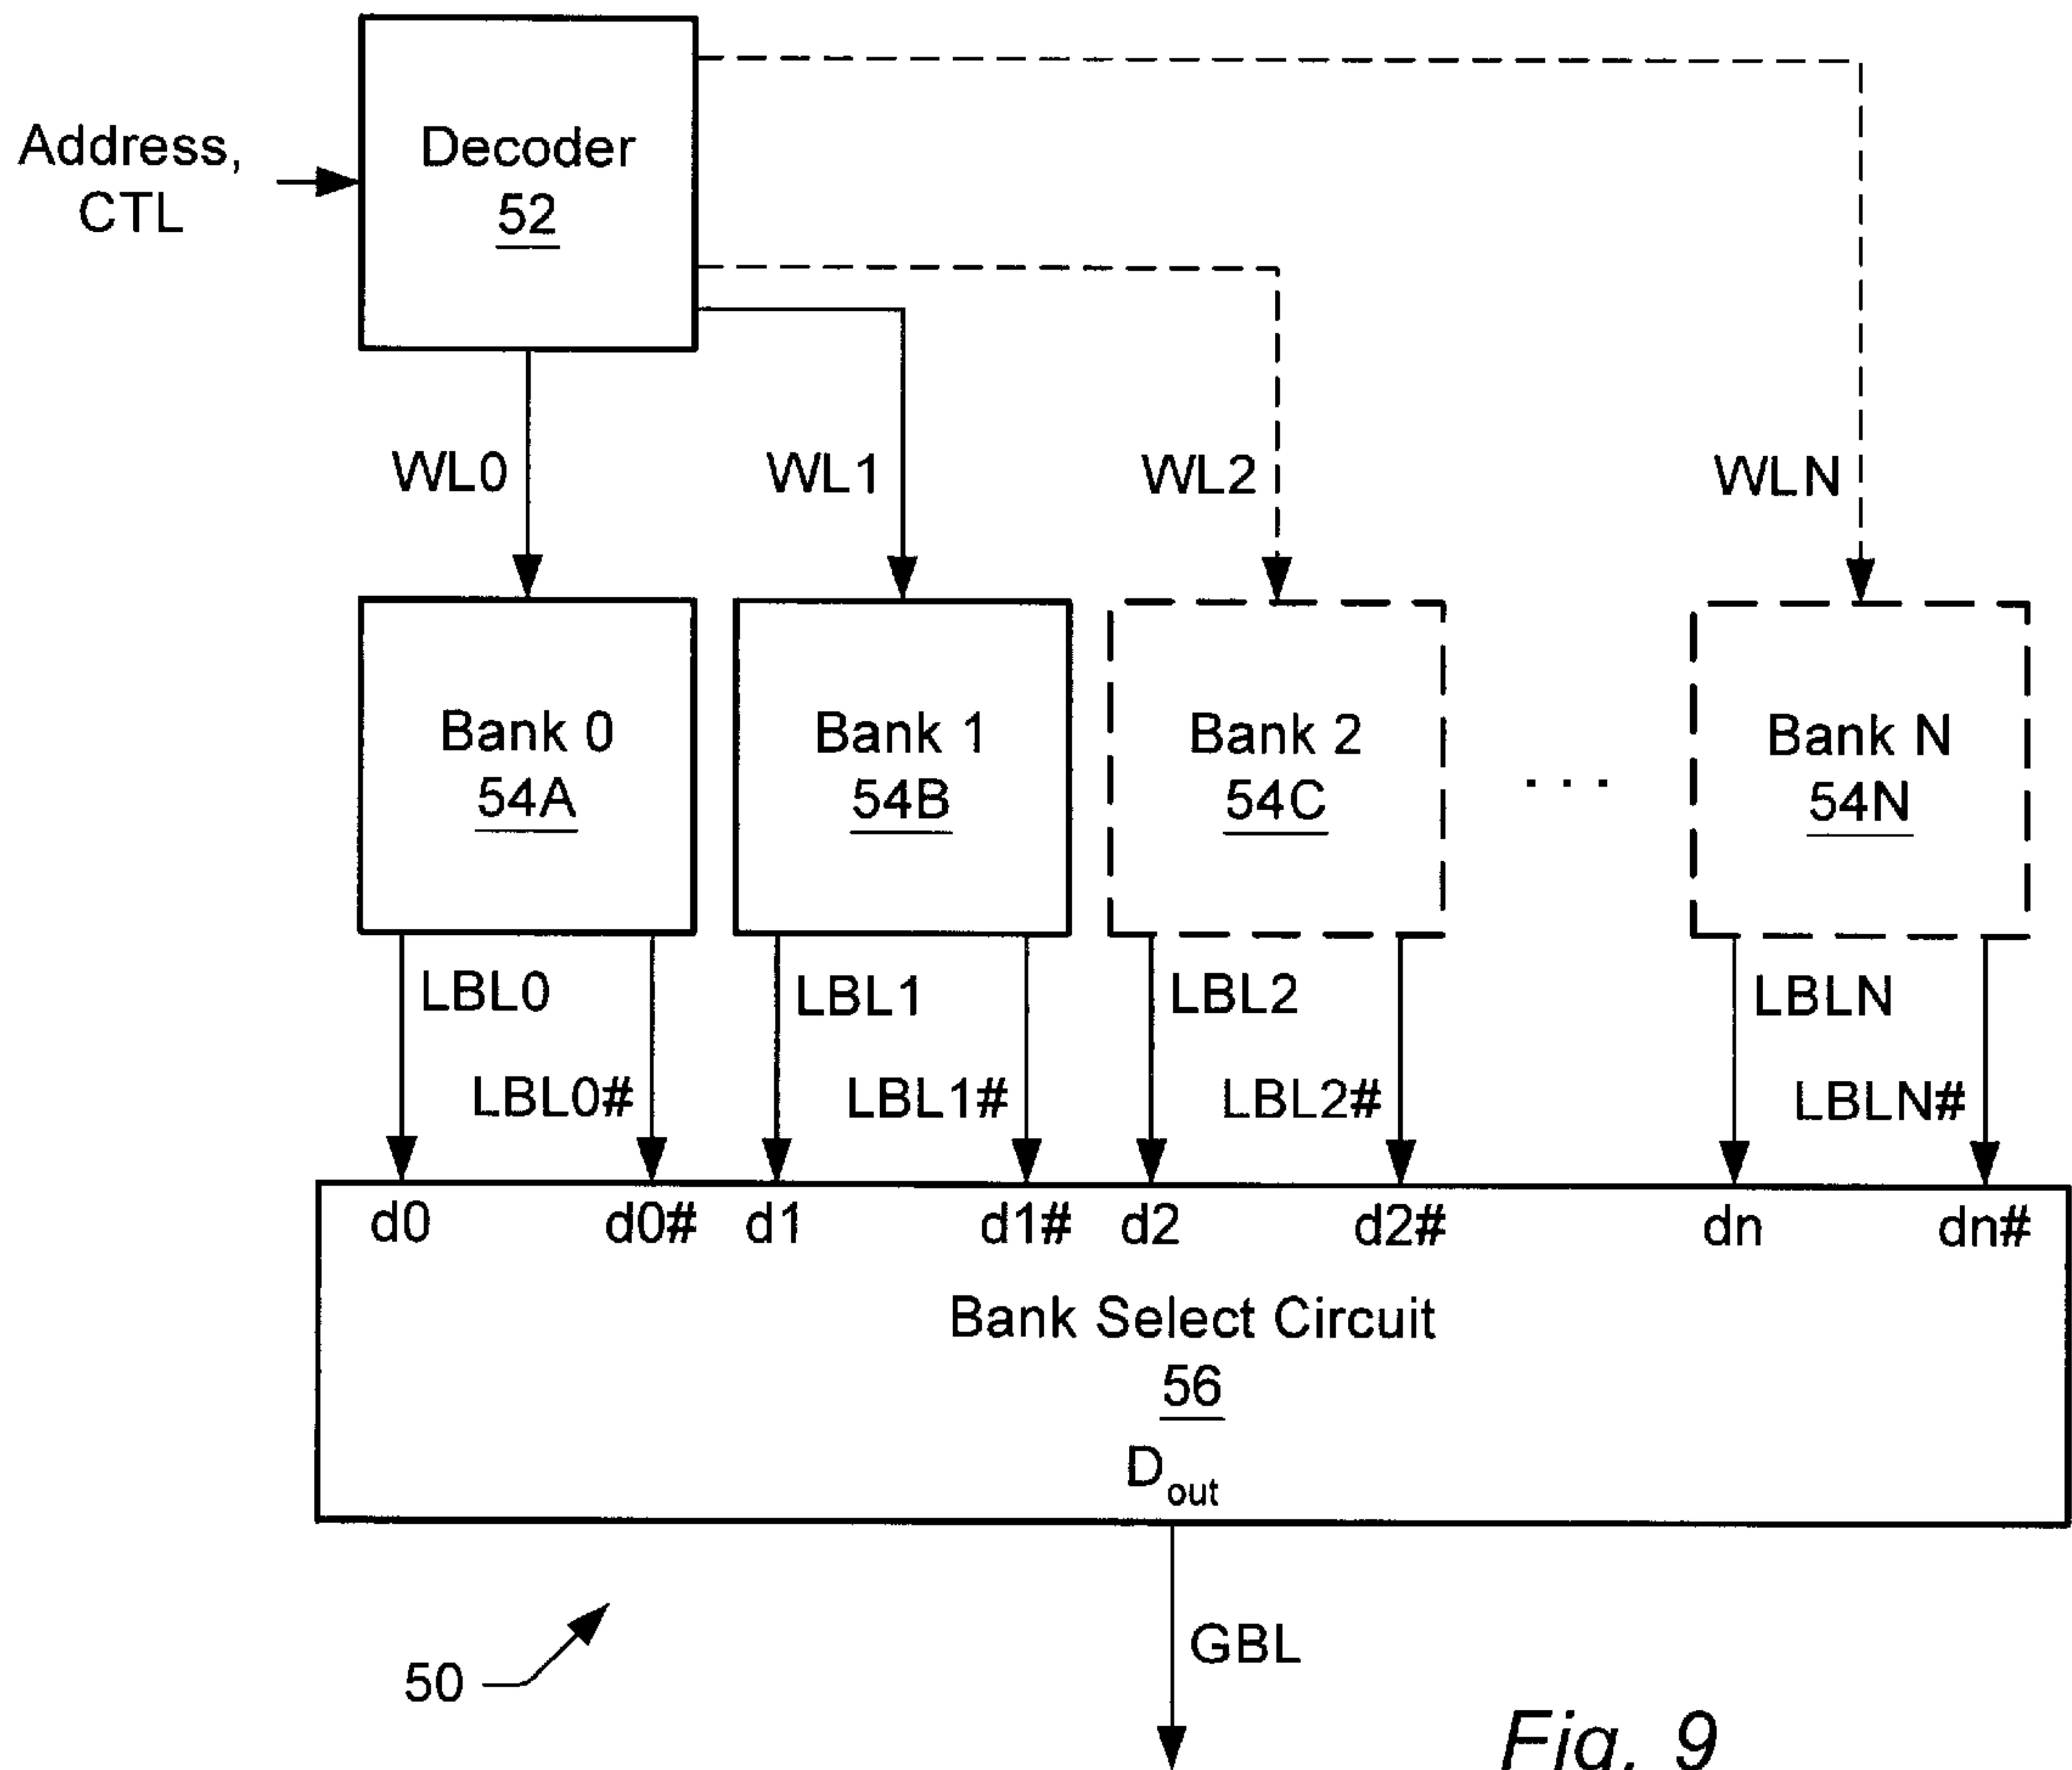 Address,
CTL
Decoder
52
WL0
WL1
WL2
WLN
Bank 0
54A
Bank 1
54B
Bank 2
54C
. . .
Bank N
54N
LBL0
LBL0#
LBL1
LBL1#
LBL2
LBL2#
LBLN
LBLN#
d0 d0# d1 d1# d2 d2# dn dn#
Bank Select Circuit
56
Dout
GBL
50
Fig. 9